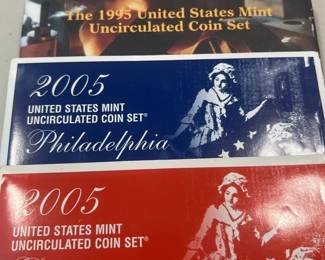 The 1995 United States Mint
Uncirculated Coin Set
2005
UNITED STATES MINT
UNCIRCULATED COIN SET®
Philadelphia
2005
UNITED STATES MINT
UNCIRCULATED COIN SET®